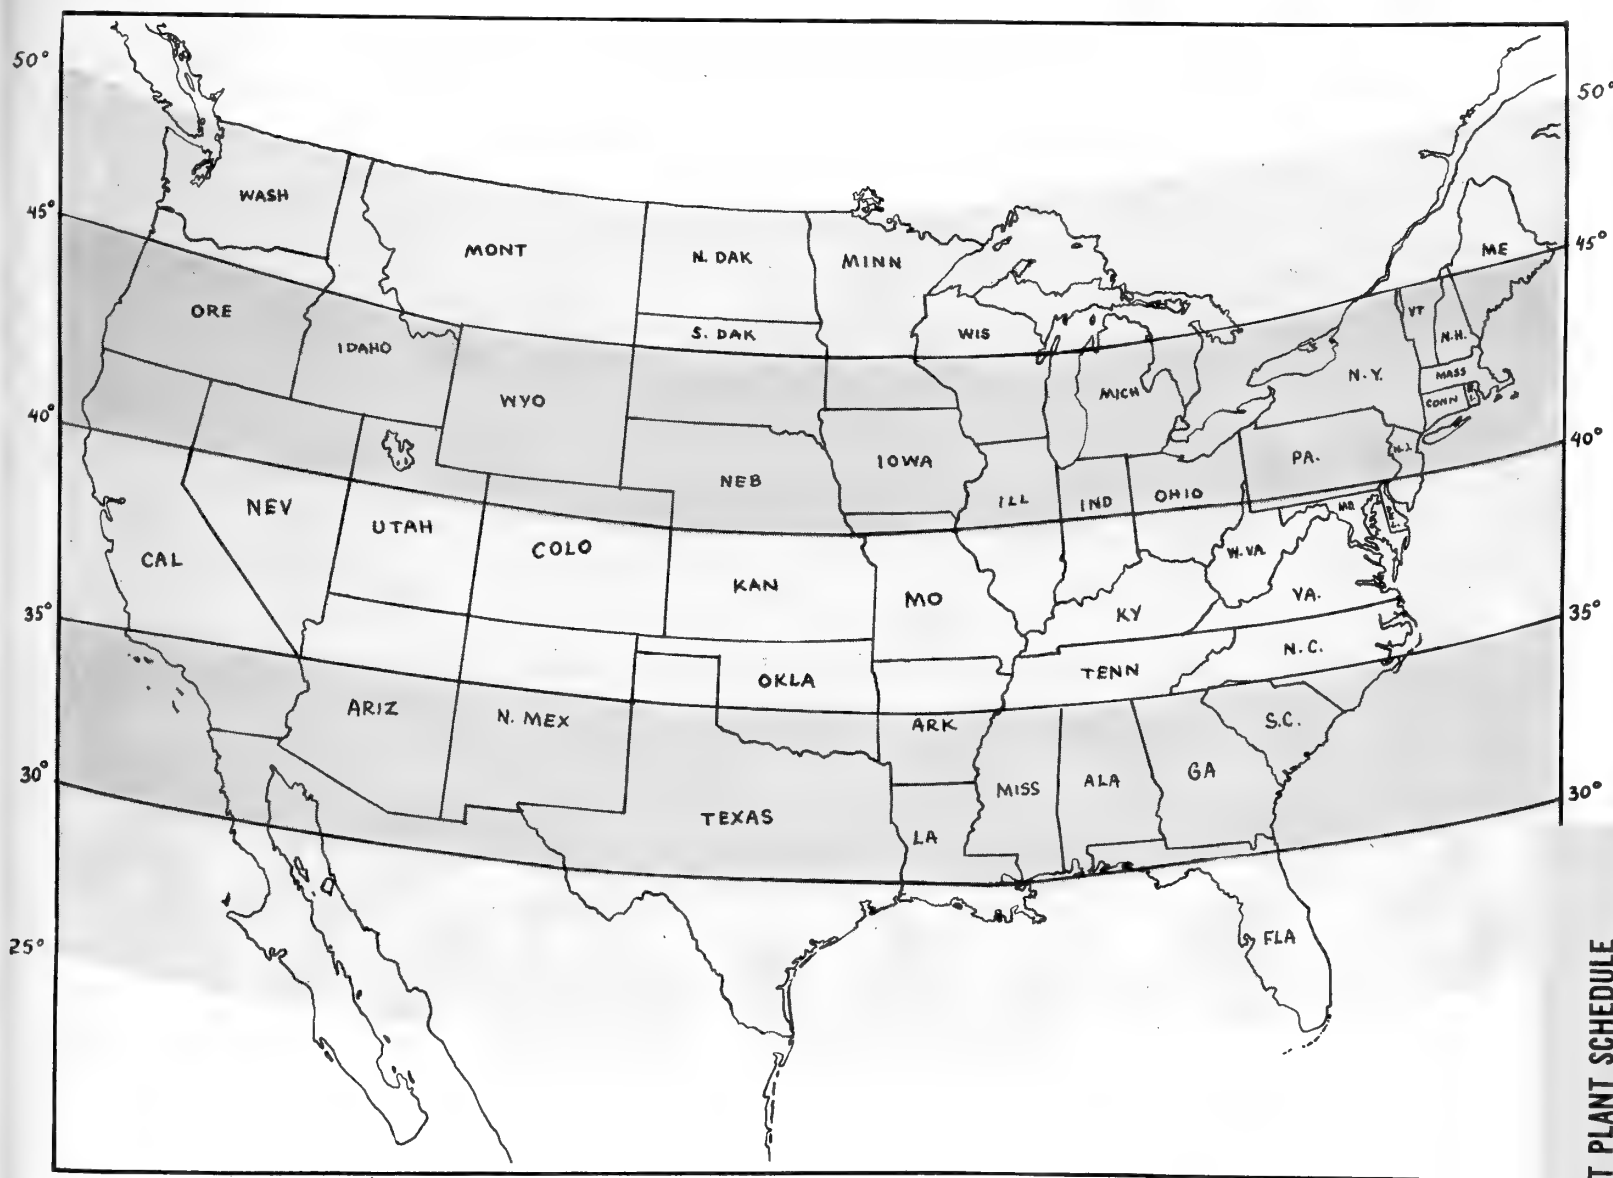 50°
50°
WASH
45°
MONT
N. DAK
MINN
ME
45°
ORE
IDAHO
S. DAK
WIS
VT
N.H.
WYO
MICH
N.Y.
MASS
CONN
40°
NEB
IOWA
PA.
N.J.
40°
NEV
UTAH
COLO
ILL
IND
OHIO
MD.
CAL
KAN
MO
W.VA.
KY
VA.
35°
35°
OKLA
TENN
N.C.
ARIZ
N. MEX
ARK
S.C.
30°
TEXAS
MISS
ALA
GA
30°
LA
25°
FLA
T PLANT SCHEDULE